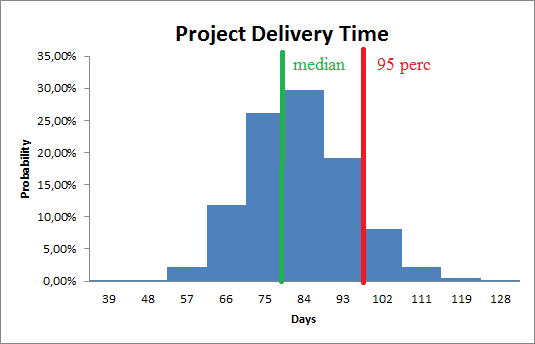 Project Delivery Time
median
95 perc
35,00%
30,00%
25,00%
20,00%
15,00%
10,00%
5,00%
0,00%
Probability
39 48 57 66 75 84 93 102 111 119 128
Days